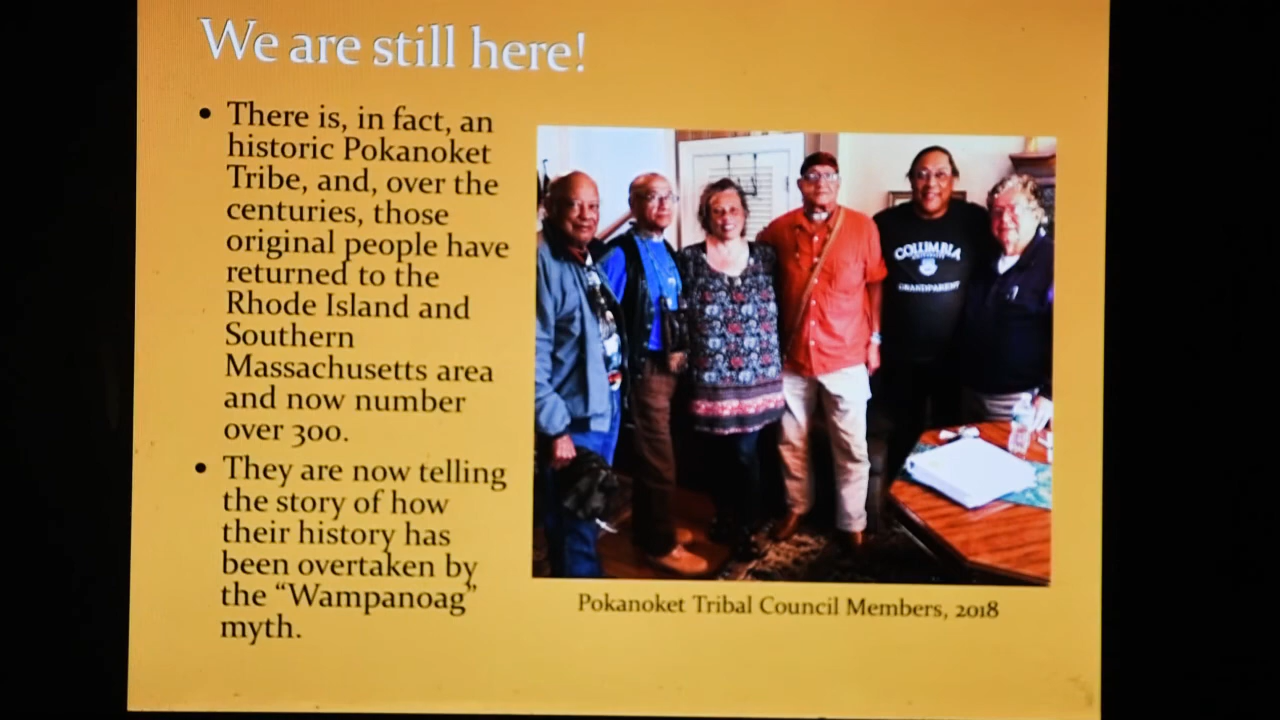 We are still here!
• There is, in fact, an
historic Pokanoket
Tribe, and, over the
centuries, those
original people have
returned to the
Rhode Island and
Southern
Massachusetts area
and now number
over 300.
• They are now telling
the story of how
their history has
been overtaken by
the “Wampanoag”
myth.
COLUMBIA
UNIVERSITY
GRANDPARENT
Pokanoket Tribal Council Members, 2018